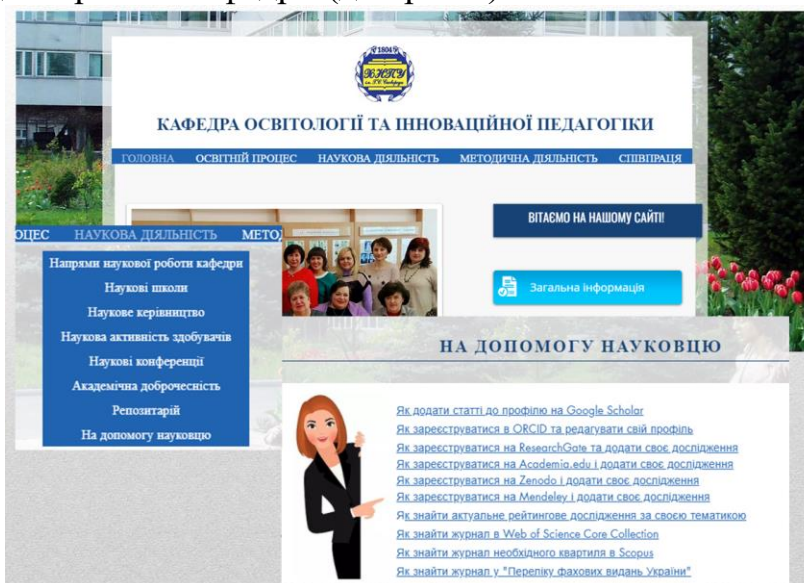 1804
ХНПУ
ім. Г.С. Сковороди
КАФЕДРА ОСВІТОЛОГІЇ ТА ІННОВАЦІЙНОЇ ПЕДАГОГІКИ
ГОЛОВНА ОСВІТНІЙ ПРОЦЕС НАУКОВА ДІЯЛЬНІСТЬ МЕТОДИЧНА ДІЯЛЬНІСТЬ СПІВПРАЦЯ
ВІТАЄМО НА НАШОМУ САЙТІ!
Загальна інформація
ОЦЕС НАУКОВА ДІЯЛЬНІСТЬ МЕТОД
Напрями наукової роботи кафедри
Наукові школи
Наукове керівництво
Наукова активність здобувачів
Наукові конференції
Академічна доброчесність
Репозитарій
На допомогу науковцю
НА ДОПОМОГУ НАУКОВЦЮ
Як додати статті до профілю на Google Scholar
Як зареєструватися в ORCID та редагувати свій профіль
Як зареєструватися на ResearchGate та додати своє дослідження
Як зареєструватися на Academia.edu і додати своє дослідження
Як зареєструватися на Zenodo і додати своє дослідження
Як зареєструватися на Mendeley і додати своє дослідження
Як знайти актуальне рейтингове дослідження за своєю тематикою
Як знайти журнал в Web of Science Core Collection
Як знайти журнал необхідного квартиля в Scopus
Як знайти журнал у "Переліку фахових видань України"